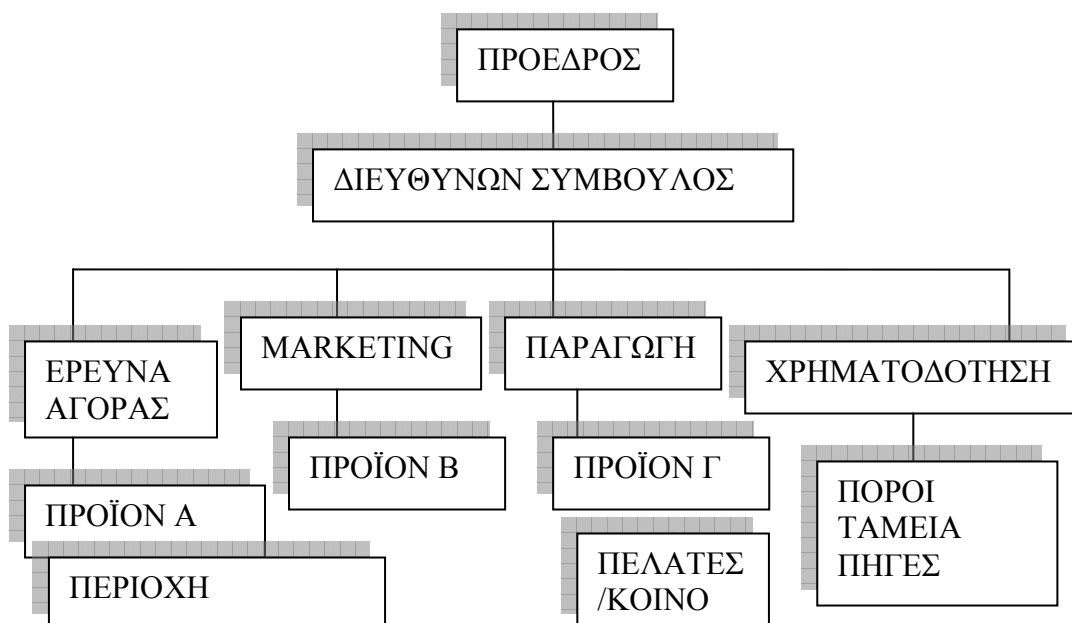 ΠΡΟΕΔΡΟΣ
ΔΙΕΥΘΥΝΩΝ ΣΥΜΒΟΥΛΟΣ
ΕΡΕΥΝΑ
ΑΓΟΡΑΣ
MARKETING
ΠΑΡΑΓΩΓΗ
ΧΡΗΜΑΤΟΔΟΤΗΣΗ
ΠΡΟΪΟΝ Α
ΠΡΟΪΟΝ Β
ΠΡΟΪΟΝ Γ
ΠΟΡΟΙ
ΤΑΜΕΙΑ
ΠΗΓΕΣ
ΠΕΡΙΟΧΗ
ΠΕΛΑΤΕΣ
/ΚΟΙΝΟ